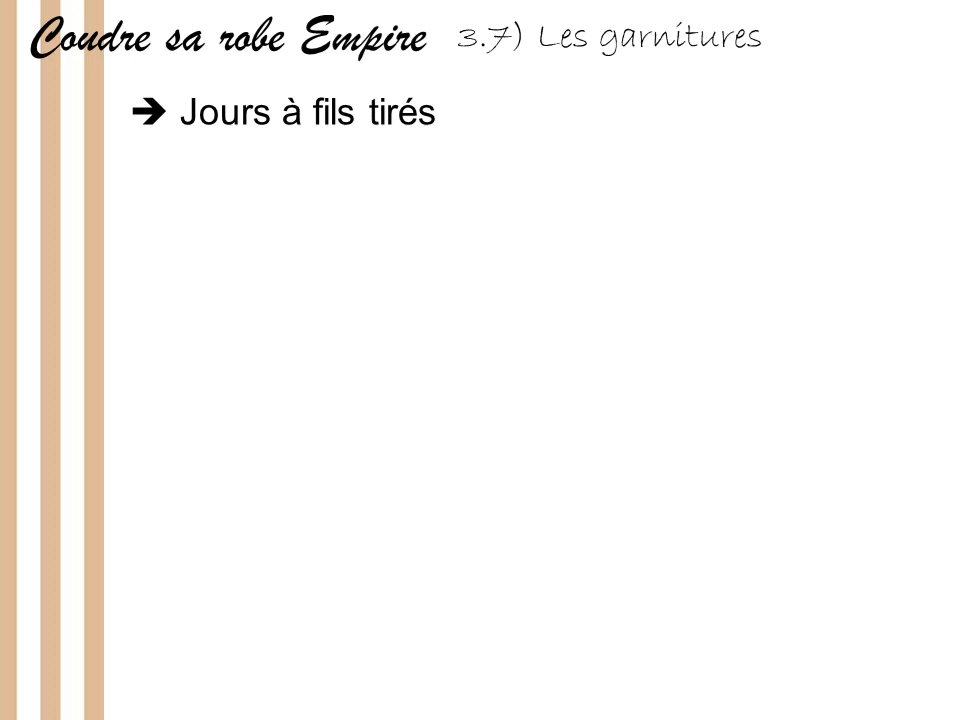 Coudre sa robe Empire 3.7) Les garnitures
➔ Jours à fils tirés